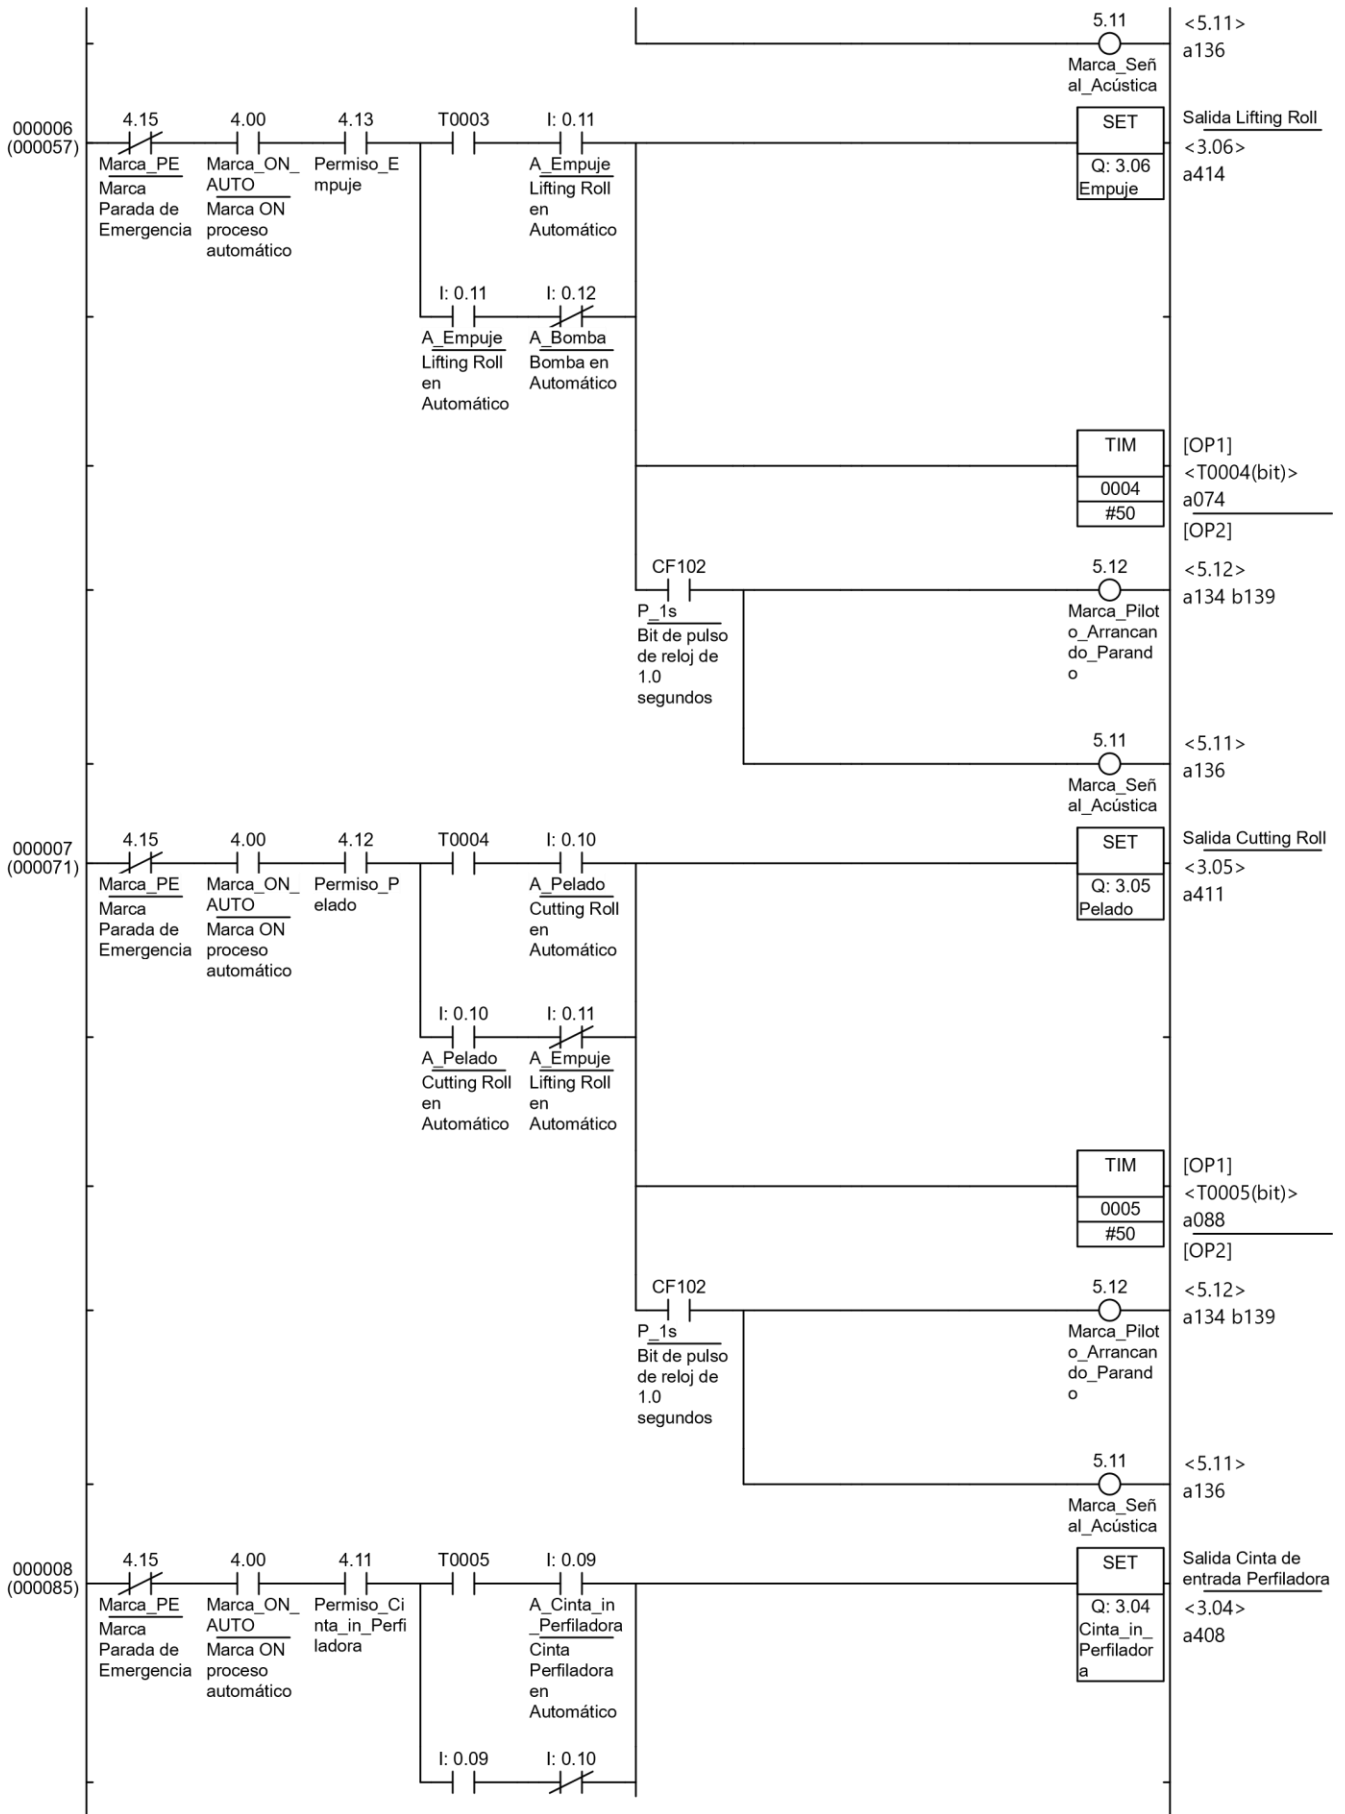 5.11
<5.11>
a136
Marca_Señ
al_Acústica
000006
(000057)
4.15
4.00
4.13
T0003
I: 0.11
SET
Salida Lifting Roll
<3.06>
a414
Marca_PE
Marca
Parada de
Emergencia
Marca_ON_
AUTO
Marca ON
proceso
automático
Permiso_E
mpuje
A_Empuje
Lifting Roll
en
Automático
Q: 3.06
Empuje
I: 0.11
I: 0.12
A_Empuje
Lifting Roll
en
Automático
A_Bomba
Bomba en
Automático
TIM
0004
#50
[OP1]
<T0004(bit)>
a074
[OP2]
CF102
P_1s
Bit de pulso
de reloj de
1.0
segundos
5.12
Marca_Pilot
o_Arrancan
do_Parand
o
<5.12>
a134 b139
5.11
Marca_Señ
al_Acústica
<5.11>
a136
000007
(000071)
4.15
4.00
4.12
T0004
I: 0.10
SET
Salida Cutting Roll
<3.05>
a411
Marca_PE
Marca
Parada de
Emergencia
Marca_ON_
AUTO
Marca ON
proceso
automático
Permiso_P
elado
A_Pelado
Cutting Roll
en
Automático
Q: 3.05
Pelado
I: 0.10
I: 0.11
A_Pelado
Cutting Roll
en
Automático
A_Empuje
Lifting Roll
en
Automático
TIM
0005
#50
[OP1]
<T0005(bit)>
a088
[OP2]
CF102
P_1s
Bit de pulso
de reloj de
1.0
segundos
5.12
Marca_Pilot
o_Arrancan
do_Parand
o
<5.12>
a134 b139
5.11
Marca_Señ
al_Acústica
<5.11>
a136
000008
(000085)
4.15
4.00
4.11
T0005
I: 0.09
SET
Salida Cinta de
entrada Perfiladora
<3.04>
a408
Marca_PE
Marca
Parada de
Emergencia
Marca_ON_
AUTO
Marca ON
proceso
automático
Permiso_Ci
nta_in_Perfi
ladora
A_Cinta_in
_Perfiladora
Cinta
Perfiladora
en
Automático
Q: 3.04
Cinta_in_
Perfilador
a
I: 0.09
I: 0.10